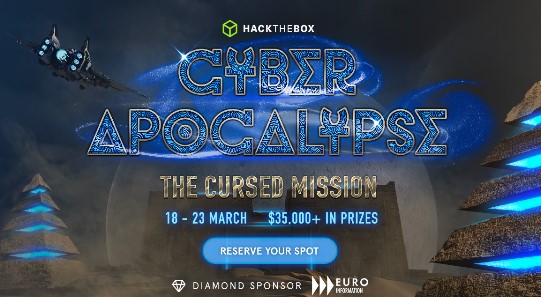 HACKTHEBOX
CYBER
APOCALYPSE
THE CURSED MISSION
18 - 23 MARCH $35.000+ IN PRIZES
RESERVE YOUR SPOT
DIAMOND SPONSOR EURO
INFORMATION